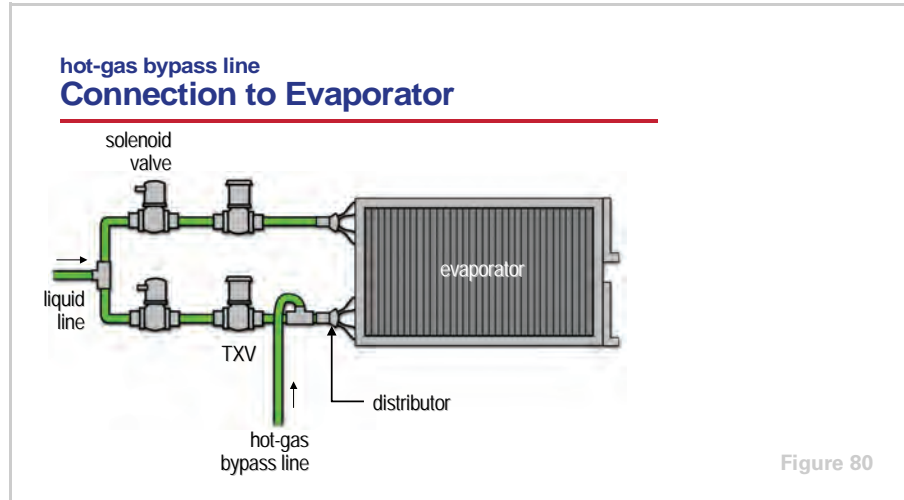 hot-gas bypass line
Connection to Evaporator
solenoid
valve
evaporator
liquid
line
TXV
distributor
hot-gas
bypass line
Figure 80